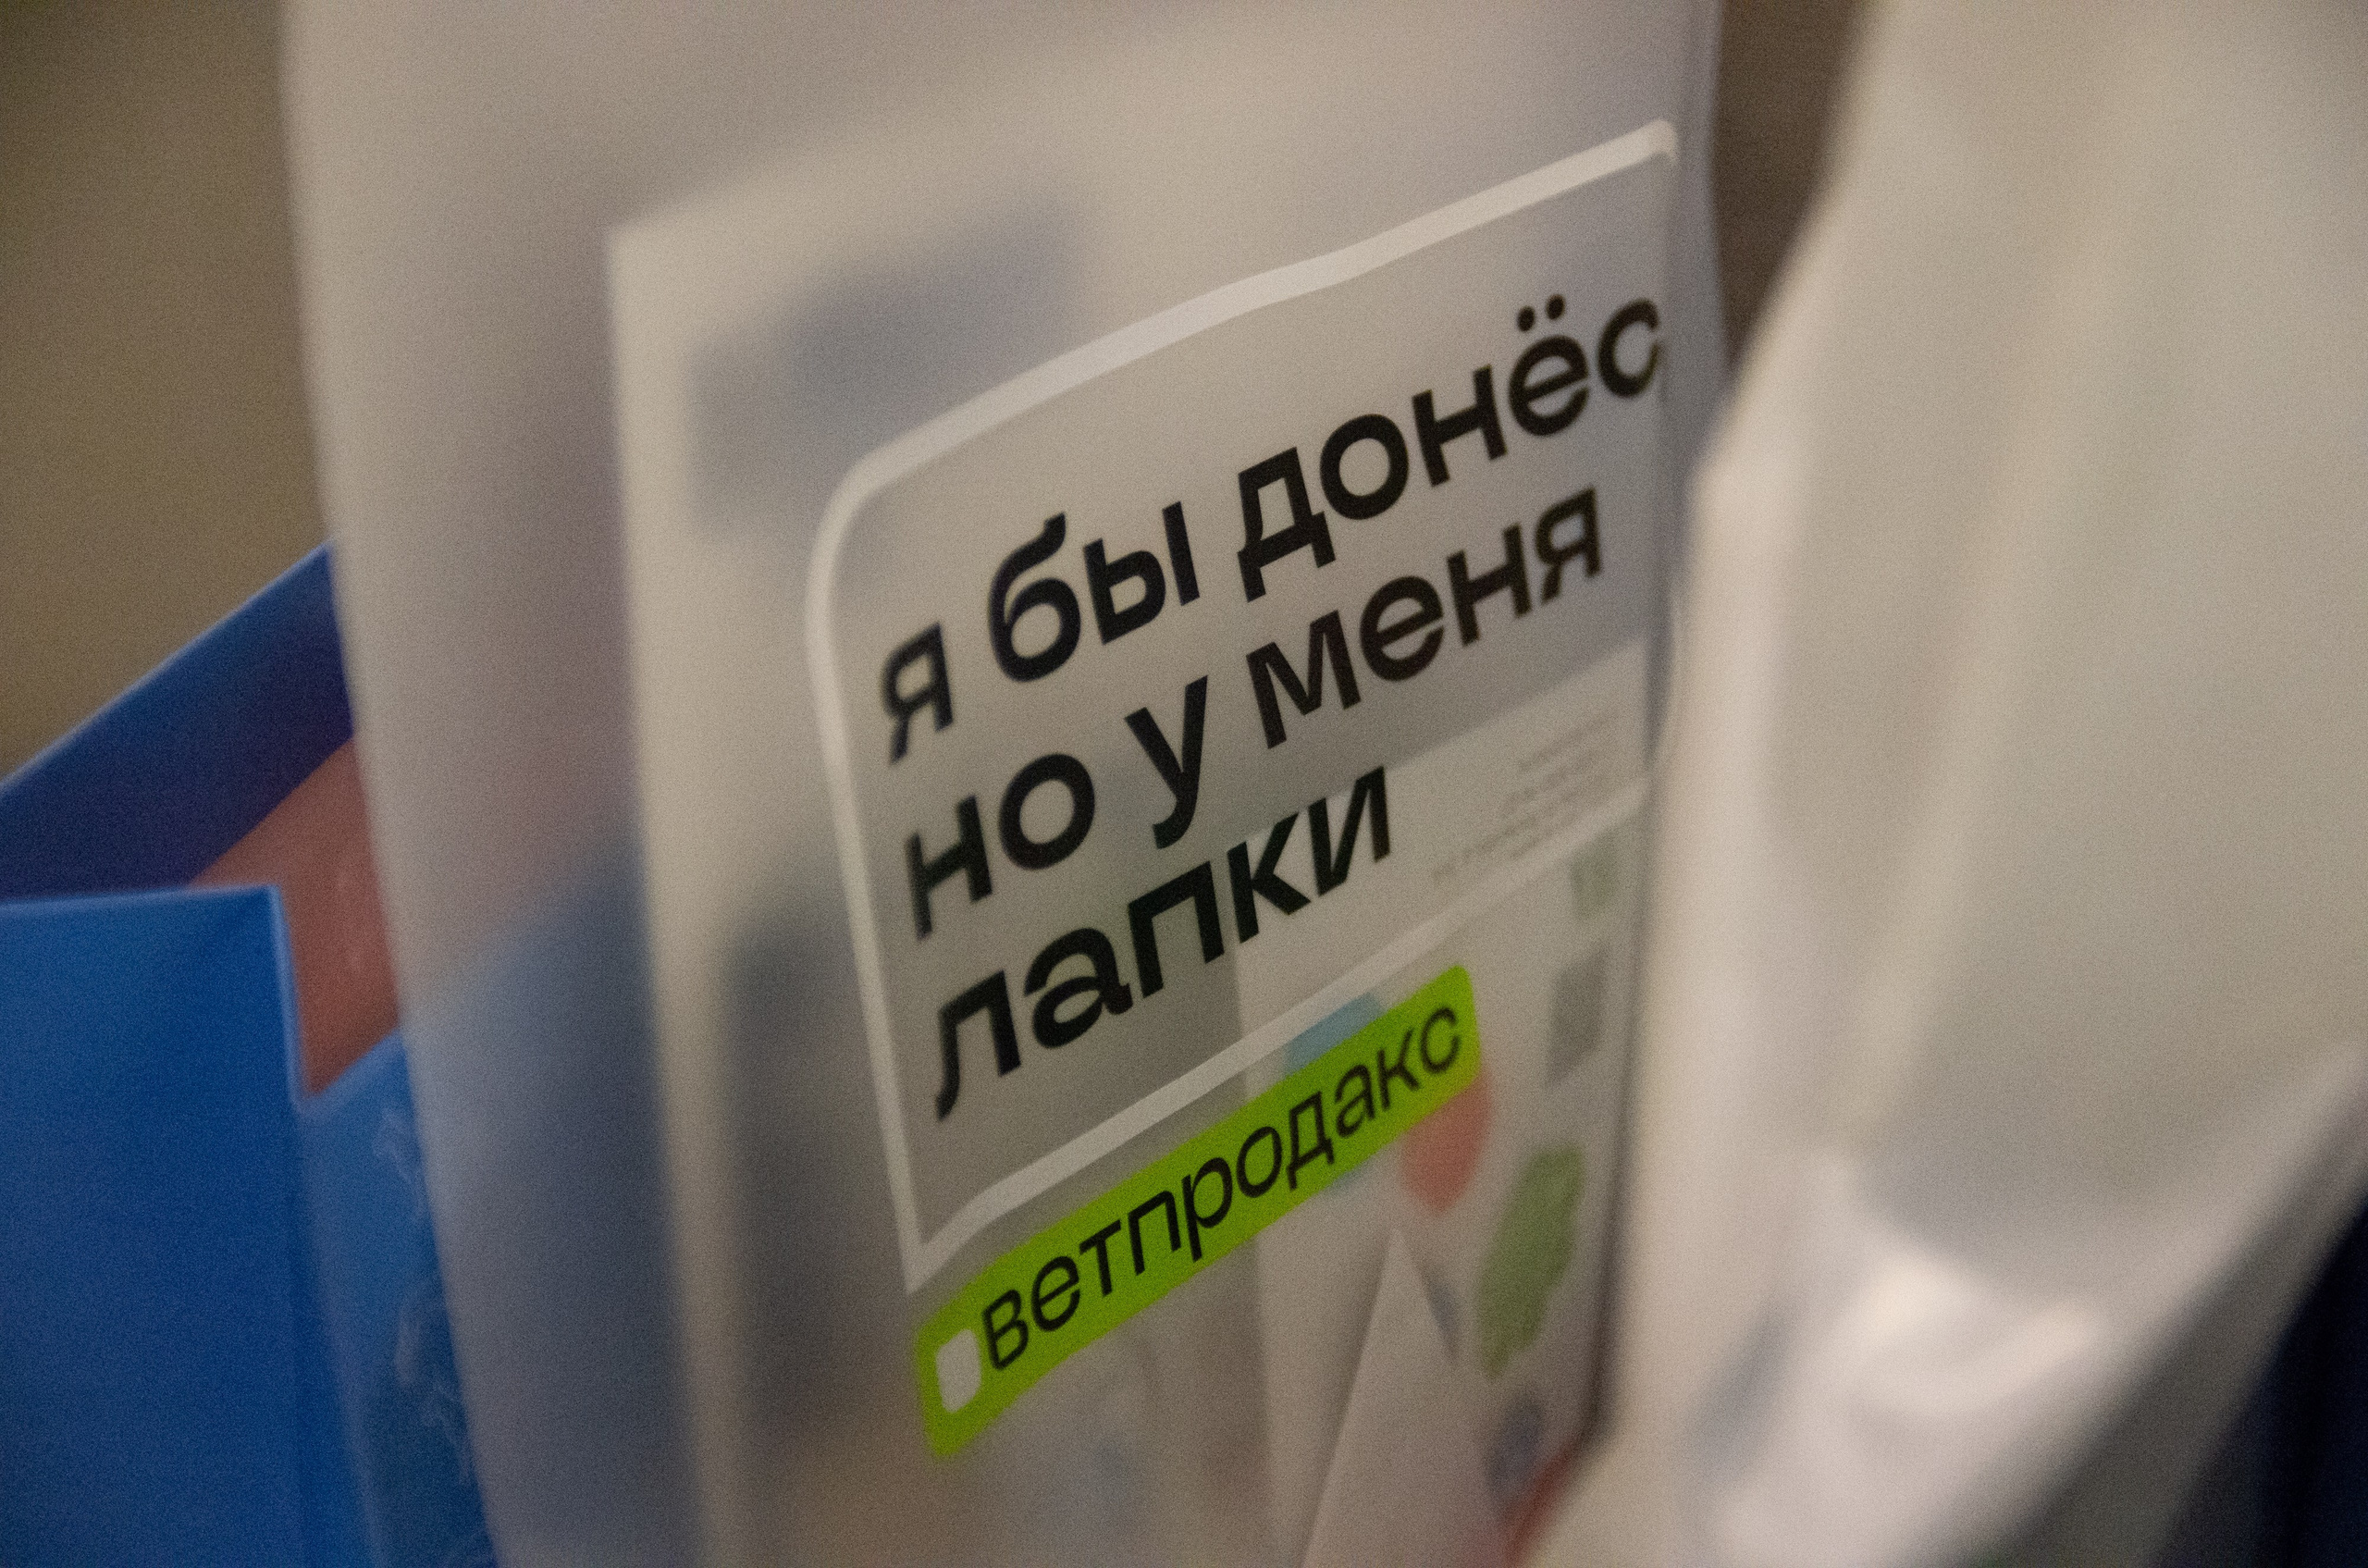 я бы донёс
но у меня
лапки
ветпродакс